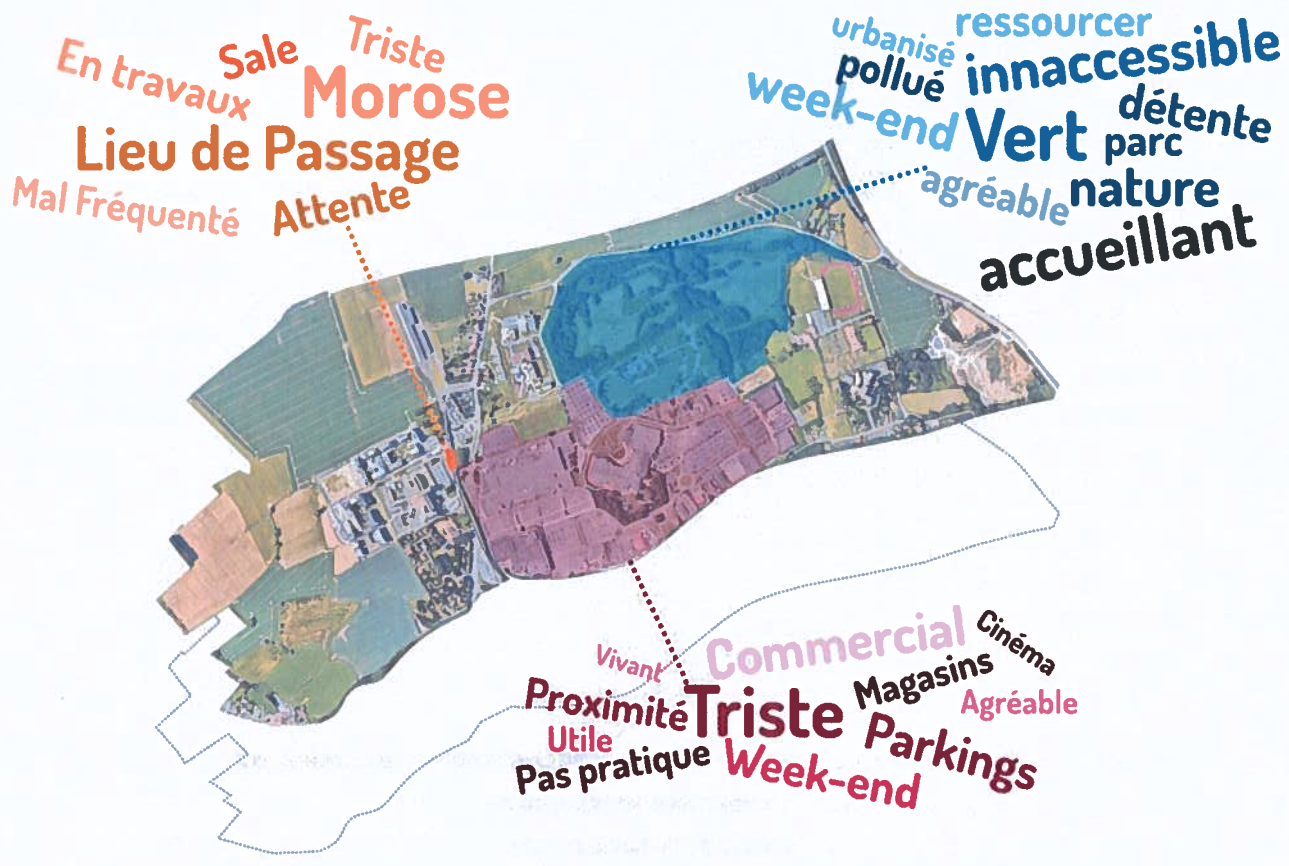 En travaux
Sale
Triste
Morose
Lieu de Passage
Mal Fréquenté
Attente
urbanisé
ressourcer
pollué
innaccessible
week-end
Vert
détente
parc
agréable
nature
accueillant
Vivant
Commercial
Cinéma
Proximité
Triste
Magasins
Agréable
Utile
Parkings
Pas pratique
Week-end